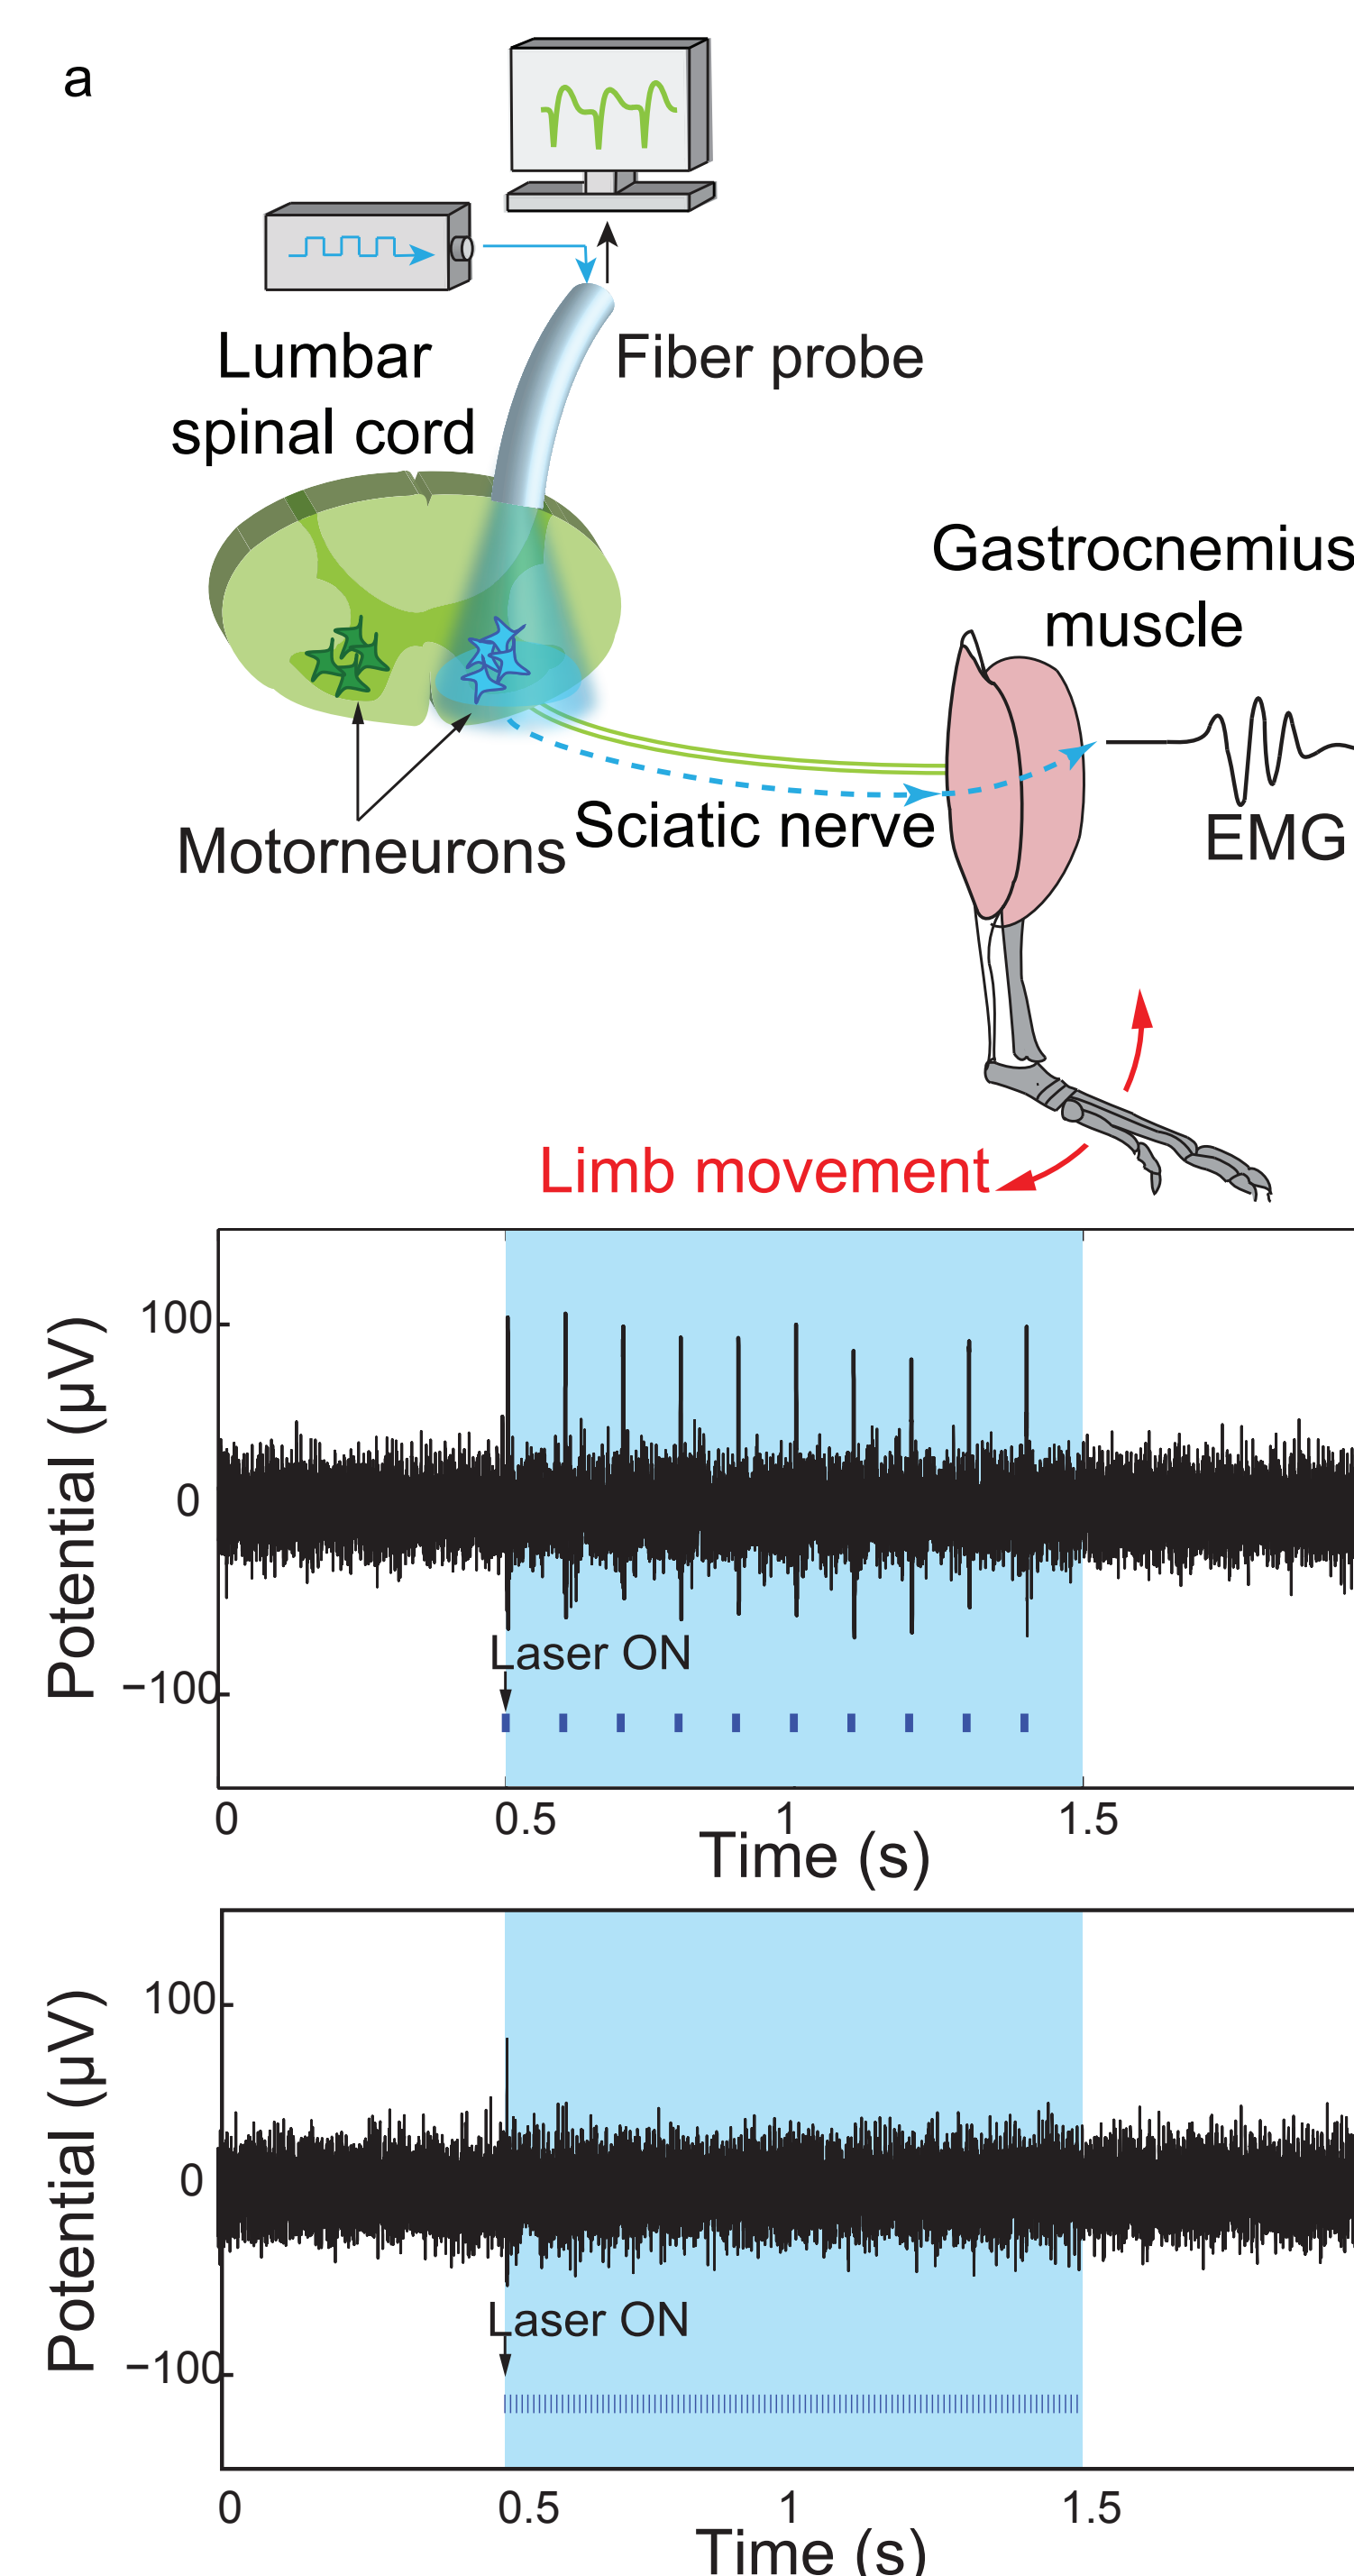 a
Lumbar
spinal cord
Fiber probe
Gastrocnemius
muscle
Motorneurons
Sciatic nerve
EMG
Limb movement
Potential (µV)
100
0
−100
Laser ON
0
0.5
1
1.5
Time (s)
Potential (µV)
100
0
−100
Laser ON
0
0.5
1
1.5
Time (s)